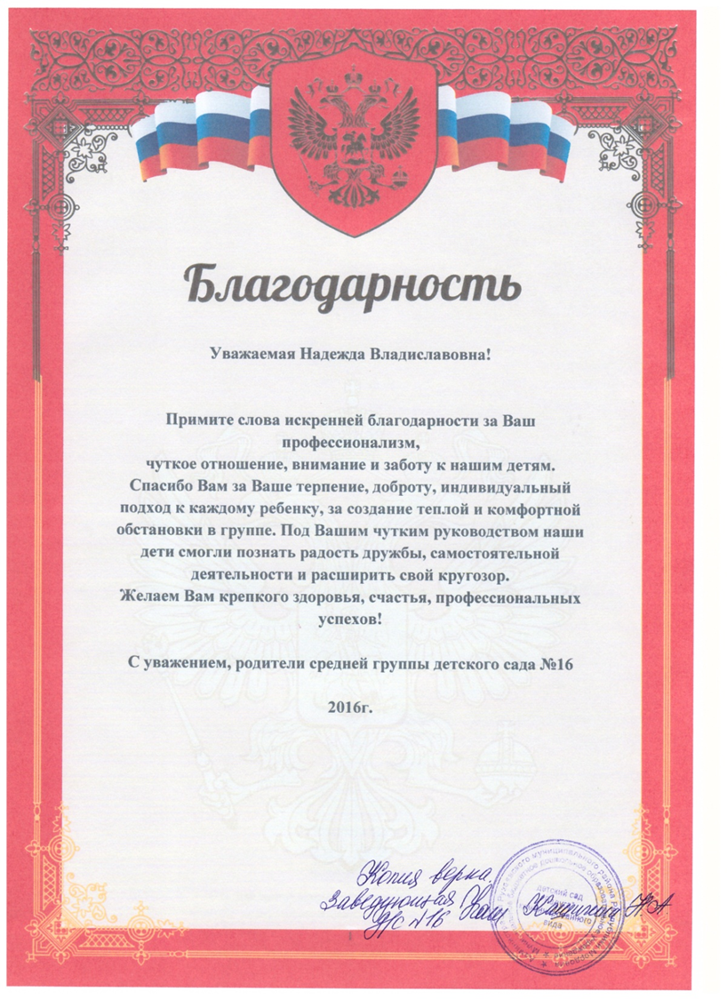 Благодарность
Уважаемая Надежда Владиславовна!
Примите слова искренней благодарности за Ваш
профессионализм,
чуткое отношение, внимание и заботу к нашим детям.
Спасибо Вам за Ваше терпение, доброту, индивидуальный
подход к каждому ребенку, за создание теплой и комфортной
обстановки в группе. Под Вашим чутким руководством наши
дети смогли познать радость дружбы, самостоятельной
деятельности и расширить свой кругозор.
Желаем Вам крепкого здоровья, счастья, профессиональных
успехов!
С уважением, родители средней группы детского сада №16
2016г.
Копия верна
Заведующая
д/с №16
детский сад
вида